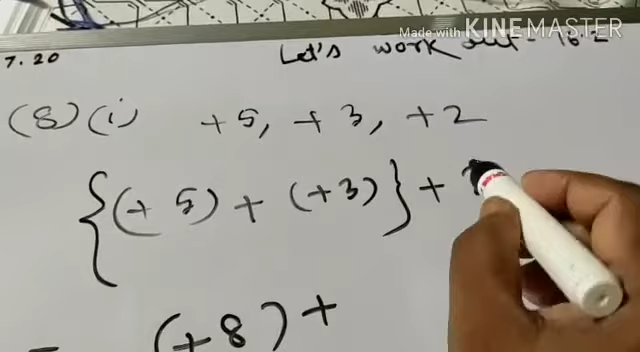 Made with KINEMASTER
7.20 Let's work out-
(8) (i) +5, +3, +2
{(+5) + (+3)} +
= (+8) +